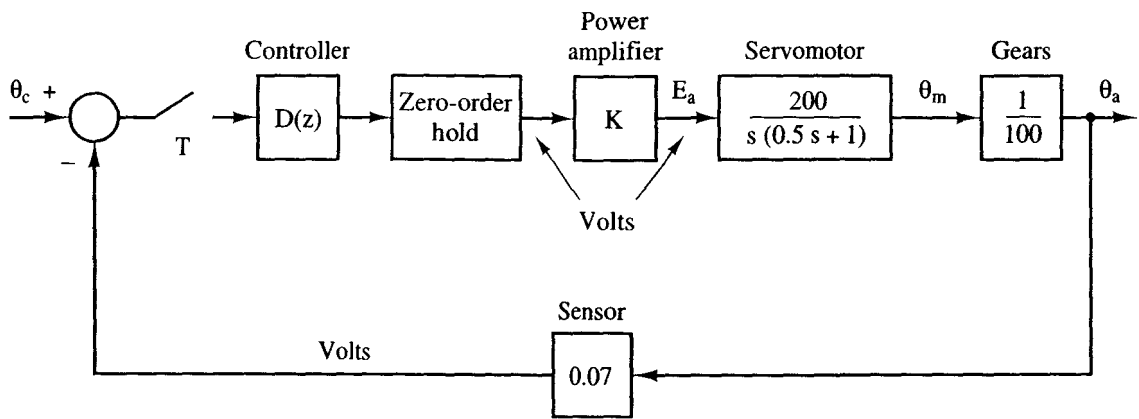 Power
Controller amplifier Servomotor Gears
θc + D(z) Zero-order hold K Ea 200 / s (0.5 s + 1) θm 1 / 100 θa
−
T
Volts
Sensor
Volts
0.07